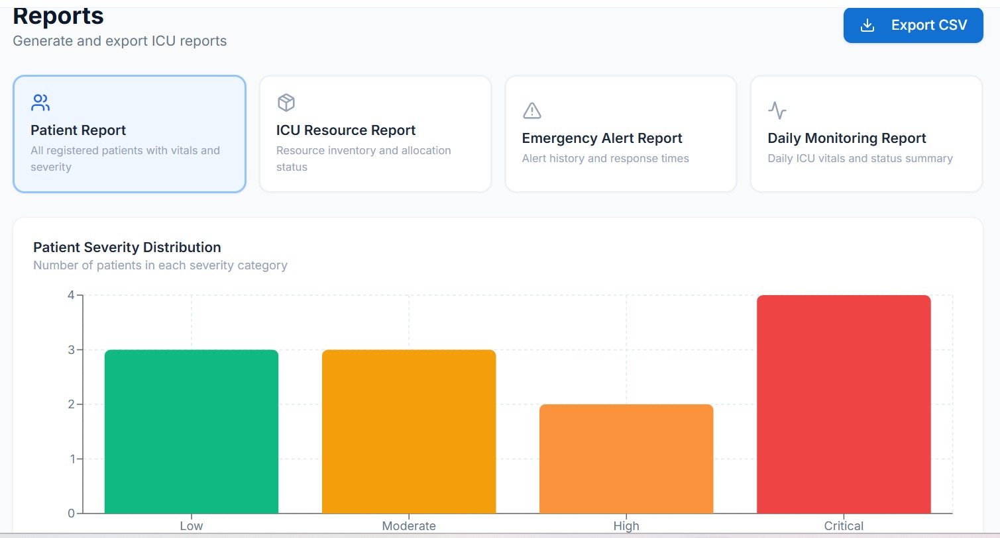 Reports
Generate and export ICU reports
Export CSV
Patient Report
All registered patients with vitals and
severity
ICU Resource Report
Resource inventory and allocation
status
Emergency Alert Report
Alert history and response times
Daily Monitoring Report
Daily ICU vitals and status summary
Patient Severity Distribution
Number of patients in each severity category
4
3
2
1
0
Low
Moderate
High
Critical